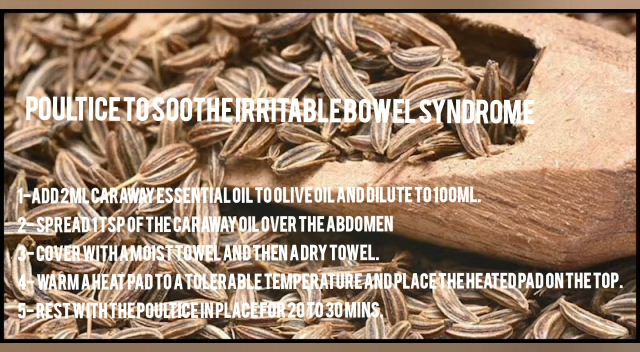 POULTICE TO SOOTHE IRRITABLE BOWEL SYNDROME
1- ADD 2ML CARAWAY ESSENTIAL OIL TO OLIVE OIL AND DILUTE TO 100ML.
2- SPREAD 1 TSP OF THE CARAWAY OIL OVER THE ABDOMEN
3- COVER WITH A MOIST TOWEL AND THEN A DRY TOWEL.
4- WARM A HEAT PAD TO A TOLERABLE TEMPERATURE AND PLACE THE HEATED PAD ON THE TOP.
5- REST WITH THE POULTICE IN PLACE FOR 20 TO 30 MINS,